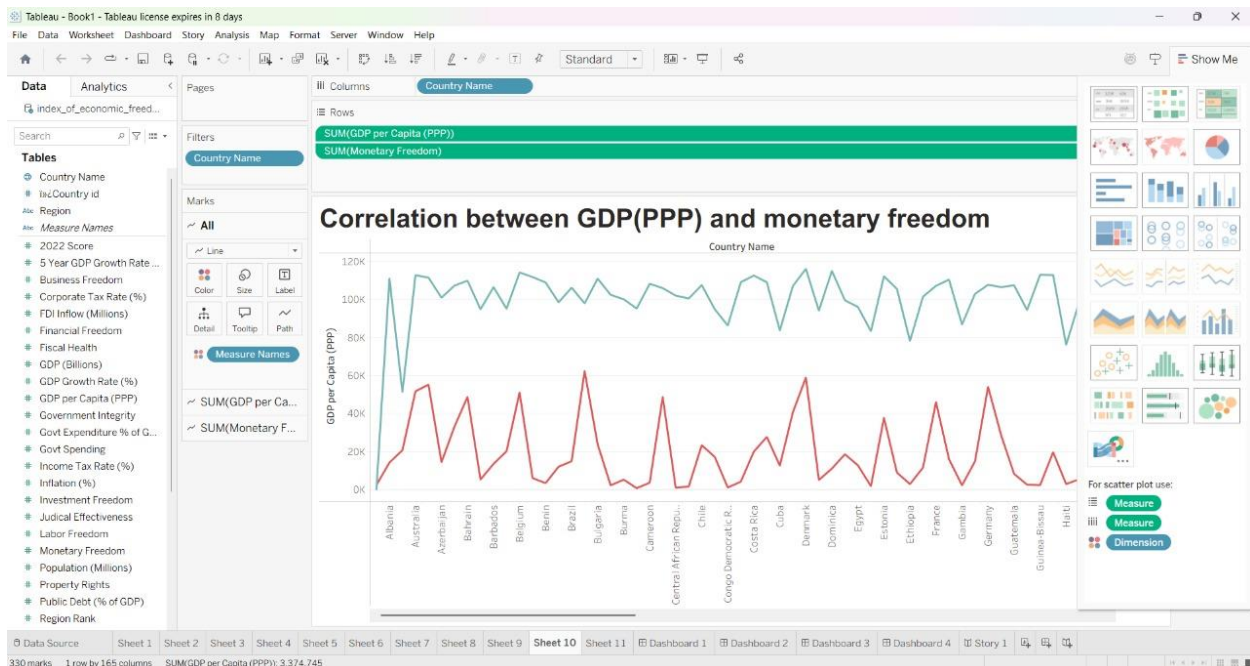 Tableau - Book1 - Tableau license expires in 8 days
File Data Worksheet Dashboard Story Analysis Map Format Server Window Help
Standard
Show Me
Data Analytics
index_of_economic_freed...
Search
Tables
Country Name
Country id
Abc Region
Abc Measure Names
2022 Score
5 Year GDP Growth Rate ...
Business Freedom
Corporate Tax Rate (%)
FDI Inflow (Millions)
Financial Freedom
Fiscal Health
GDP (Billions)
GDP Growth Rate (%)
GDP per Capita (PPP)
Government Integrity
Govt Expenditure % of G...
Govt Spending
Income Tax Rate (%)
Inflation (%)
Investment Freedom
Judical Effectiveness
Labor Freedom
Monetary Freedom
Population (Millions)
Property Rights
Public Debt (% of GDP)
Region Rank
Pages
Filters
Country Name
Marks
All
Line
Color Size Label
Detail Tooltip Path
Measure Names
SUM(GDP per Ca...
SUM(Monetary F...
Columns Country Name
Rows
SUM(GDP per Capita (PPP))
SUM(Monetary Freedom)
Correlation between GDP(PPP) and monetary freedom
Country Name
GDP per Capita (PPP)
120K
100K
80K
60K
40K
20K
0K
Albania
Australia
Azerbaijan
Bahrain
Barbados
Belgium
Benin
Brazil
Bulgaria
Burma
Cameroon
Central African Repu..
Chile
Congo Democratic R..
Costa Rica
Cuba
Denmark
Dominica
Egypt
Estonia
Ethiopia
France
Gambia
Germany
Guatemala
Guinea-Bissau
Haiti
For scatter plot use:
Measure
Measure
Dimension
Data Source Sheet 1 Sheet 2 Sheet 3 Sheet 4 Sheet 5 Sheet 6 Sheet 7 Sheet 8 Sheet 9 Sheet 10 Sheet 11 Dashboard 1 Dashboard 2 Dashboard 3 Dashboard 4 Story 1
330 marks 1 row by 165 columns SUM(GDP per Capita (PPP)): 3,374,745